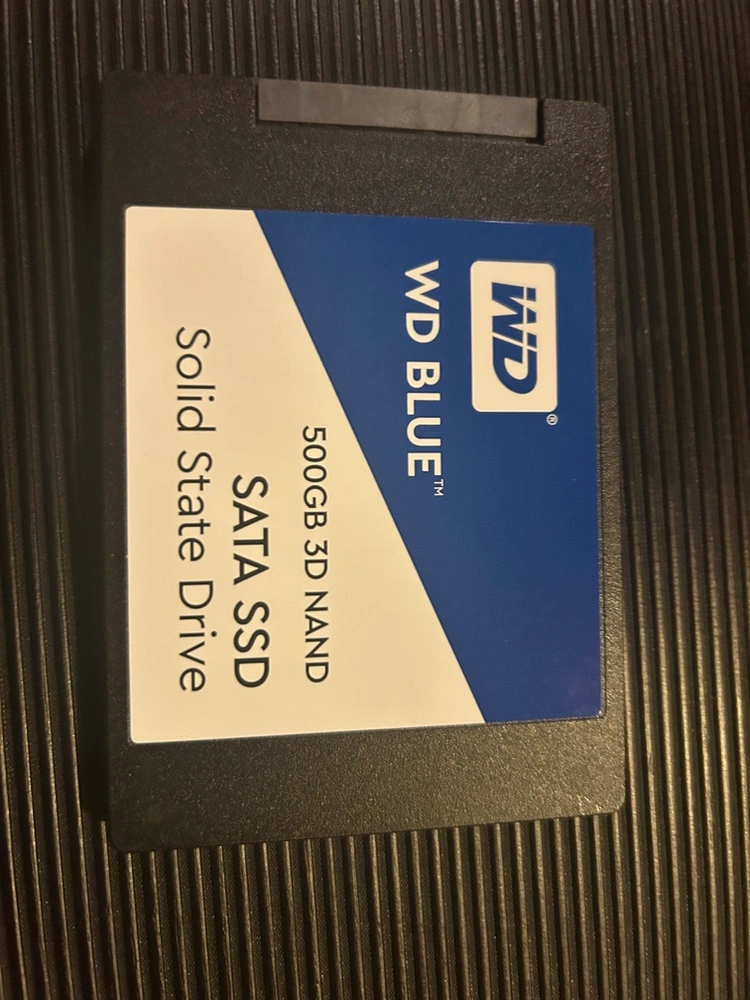 WD®
WD BLUE™
500GB 3D NAND
SATA SSD
Solid State Drive